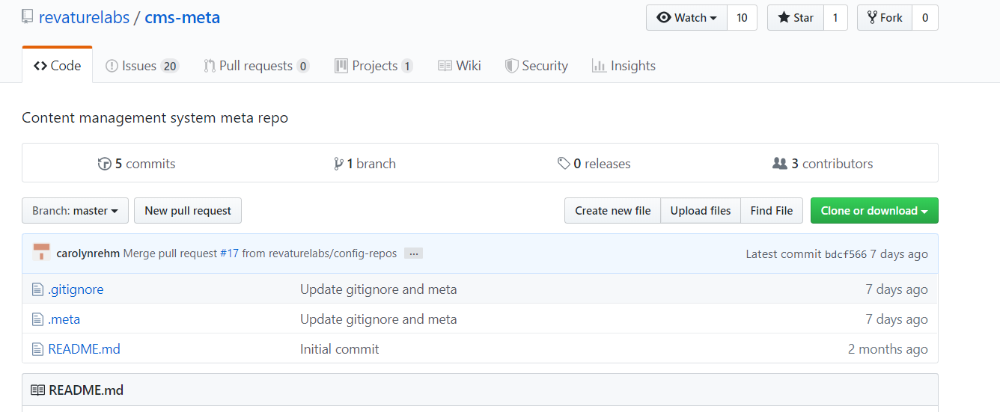 revaturelabs / cms-meta Watch 10 Star 1 Fork 0
Code Issues 20 Pull requests 0 Projects 1 Wiki Security Insights
Content management system meta repo
5 commits 1 branch 0 releases 3 contributors
Branch: master New pull request Create new file Upload files Find File Clone or download
carolynrehm Merge pull request #17 from revaturelabs/config-repos ... Latest commit bdcf566 7 days ago
.gitignore Update gitignore and meta 7 days ago
.meta Update gitignore and meta 7 days ago
README.md Initial commit 2 months ago
README.md